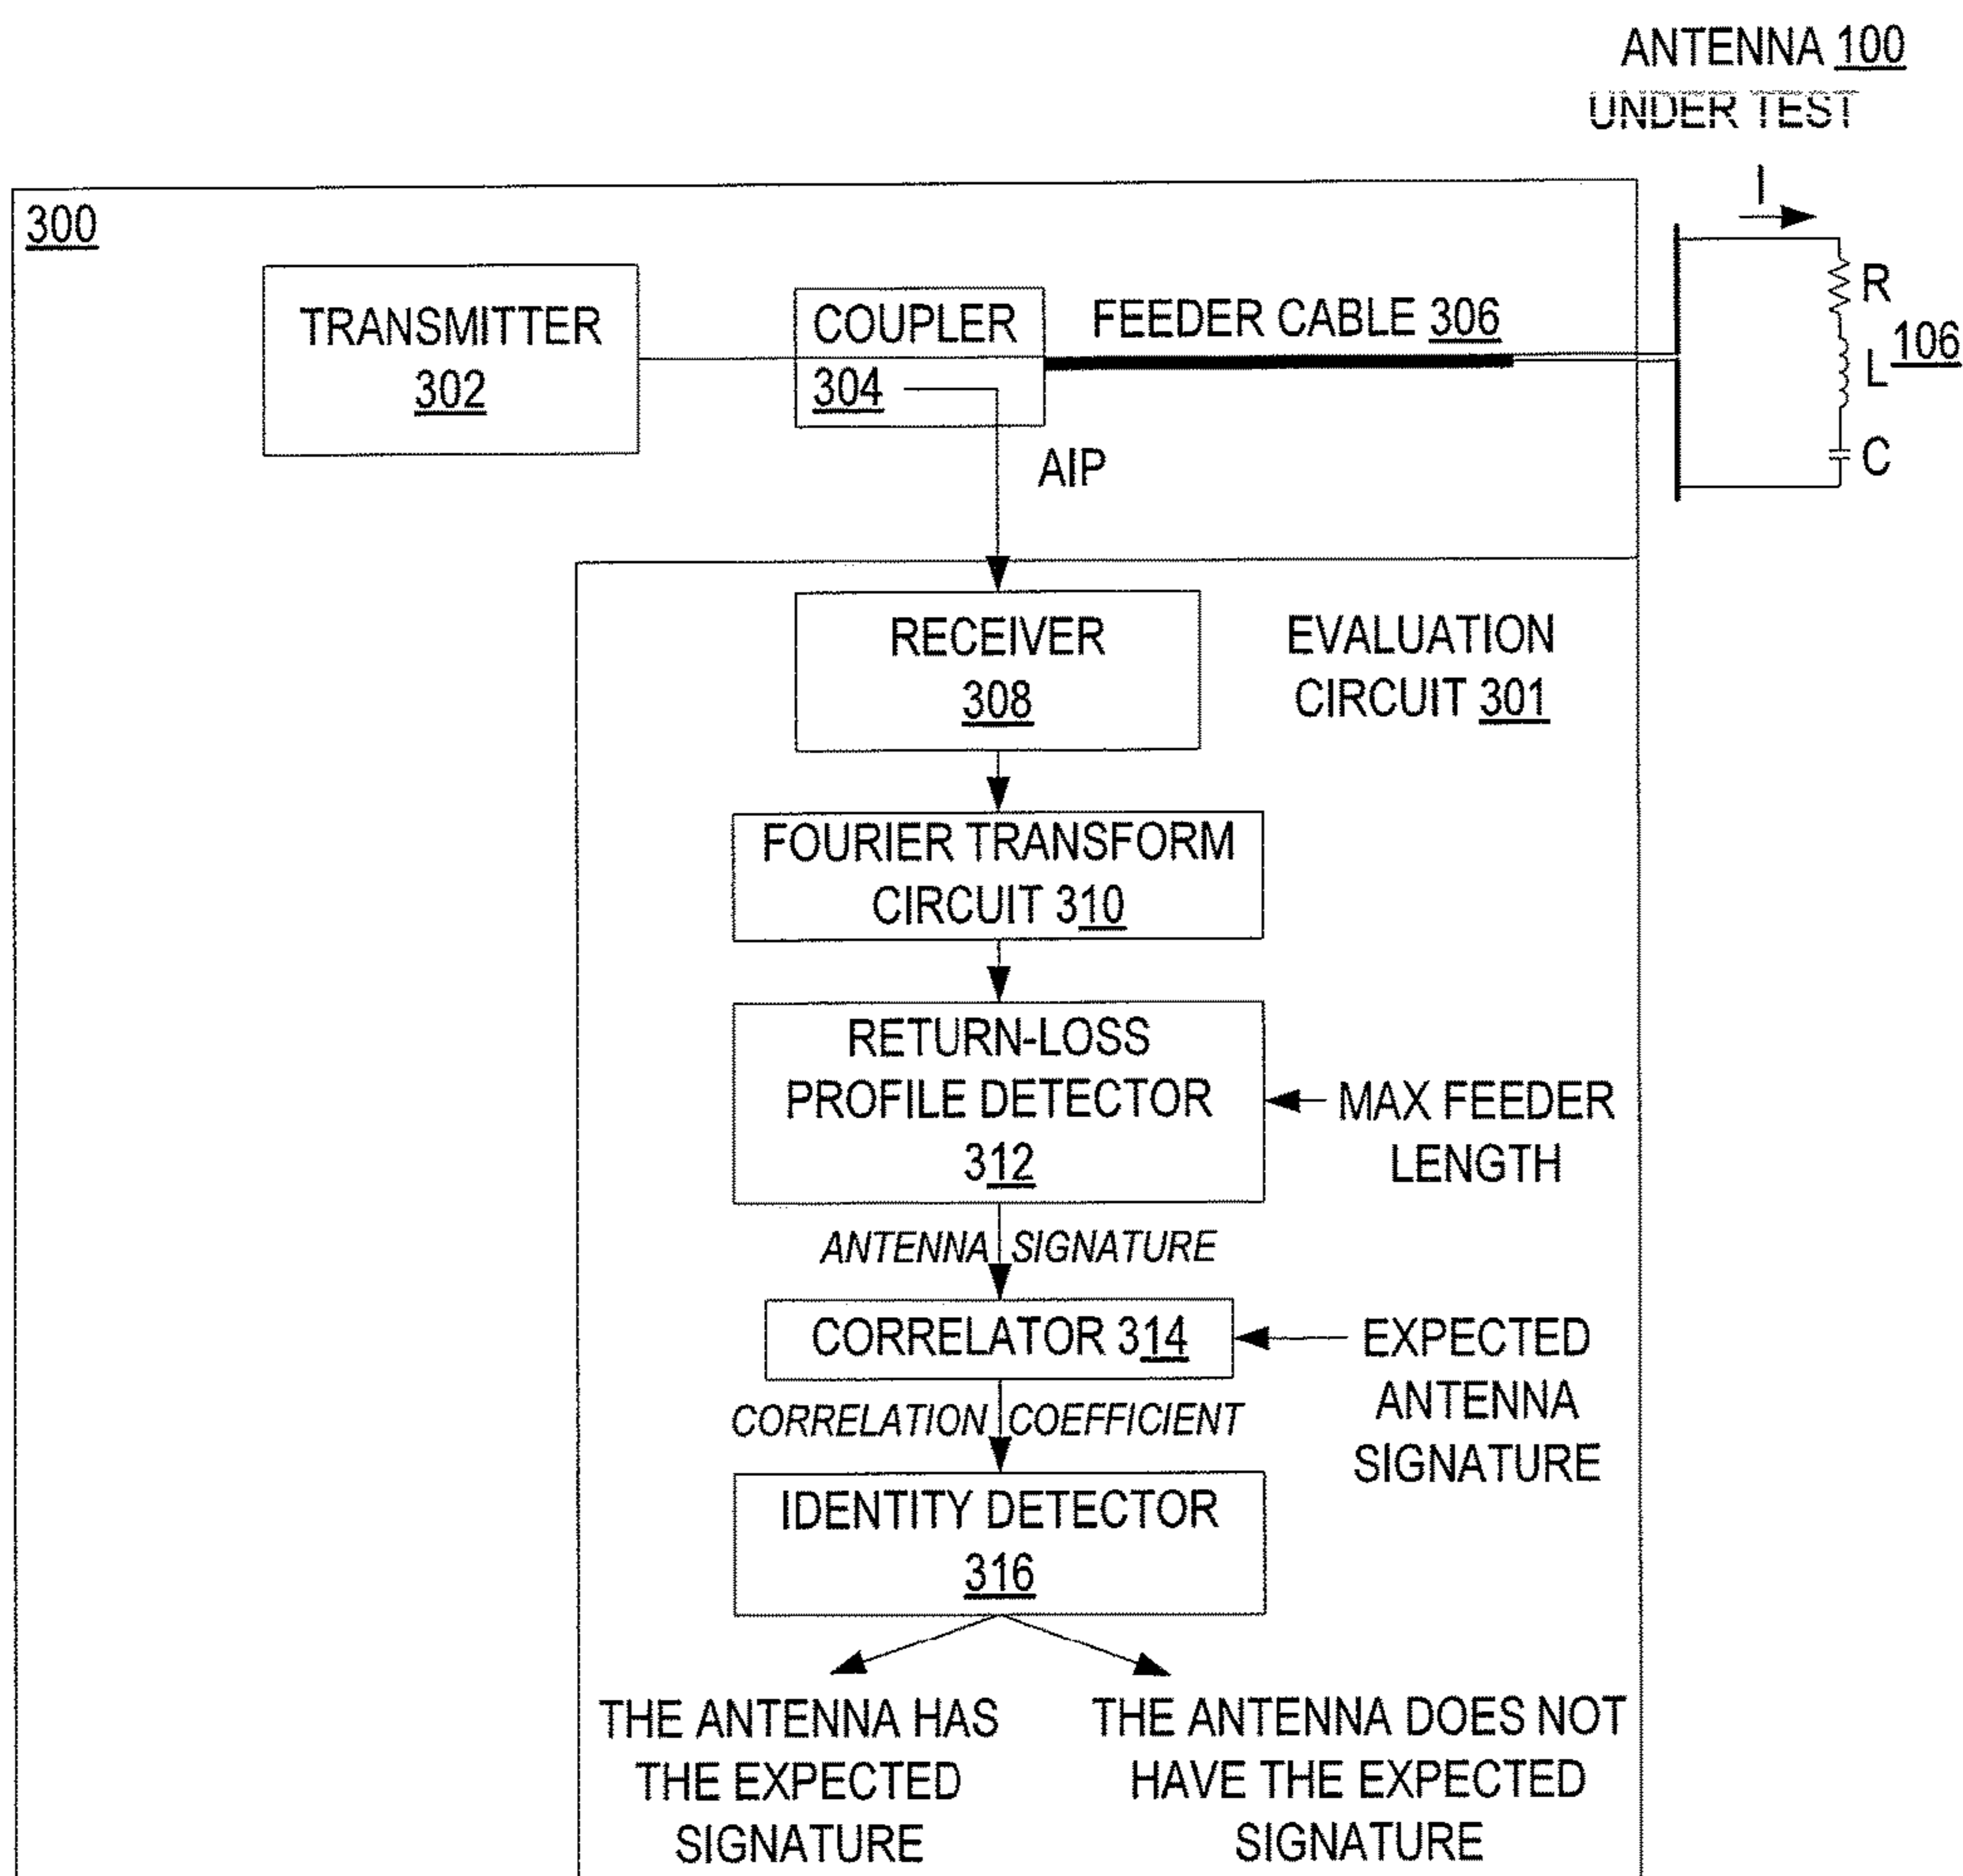 ANTENNA 100
UNDER TEST
I
300
TRANSMITTER
302
COUPLER
304
FEEDER CABLE 306
R
L
106
C
AIP
RECEIVER
308
EVALUATION
CIRCUIT 301
FOURIER TRANSFORM
CIRCUIT 310
RETURN-LOSS
PROFILE DETECTOR
312
MAX FEEDER
LENGTH
ANTENNA SIGNATURE
CORRELATOR 314
EXPECTED
ANTENNA
SIGNATURE
CORRELATION COEFFICIENT
IDENTITY DETECTOR
316
THE ANTENNA HAS
THE EXPECTED
SIGNATURE
THE ANTENNA DOES NOT
HAVE THE EXPECTED
SIGNATURE